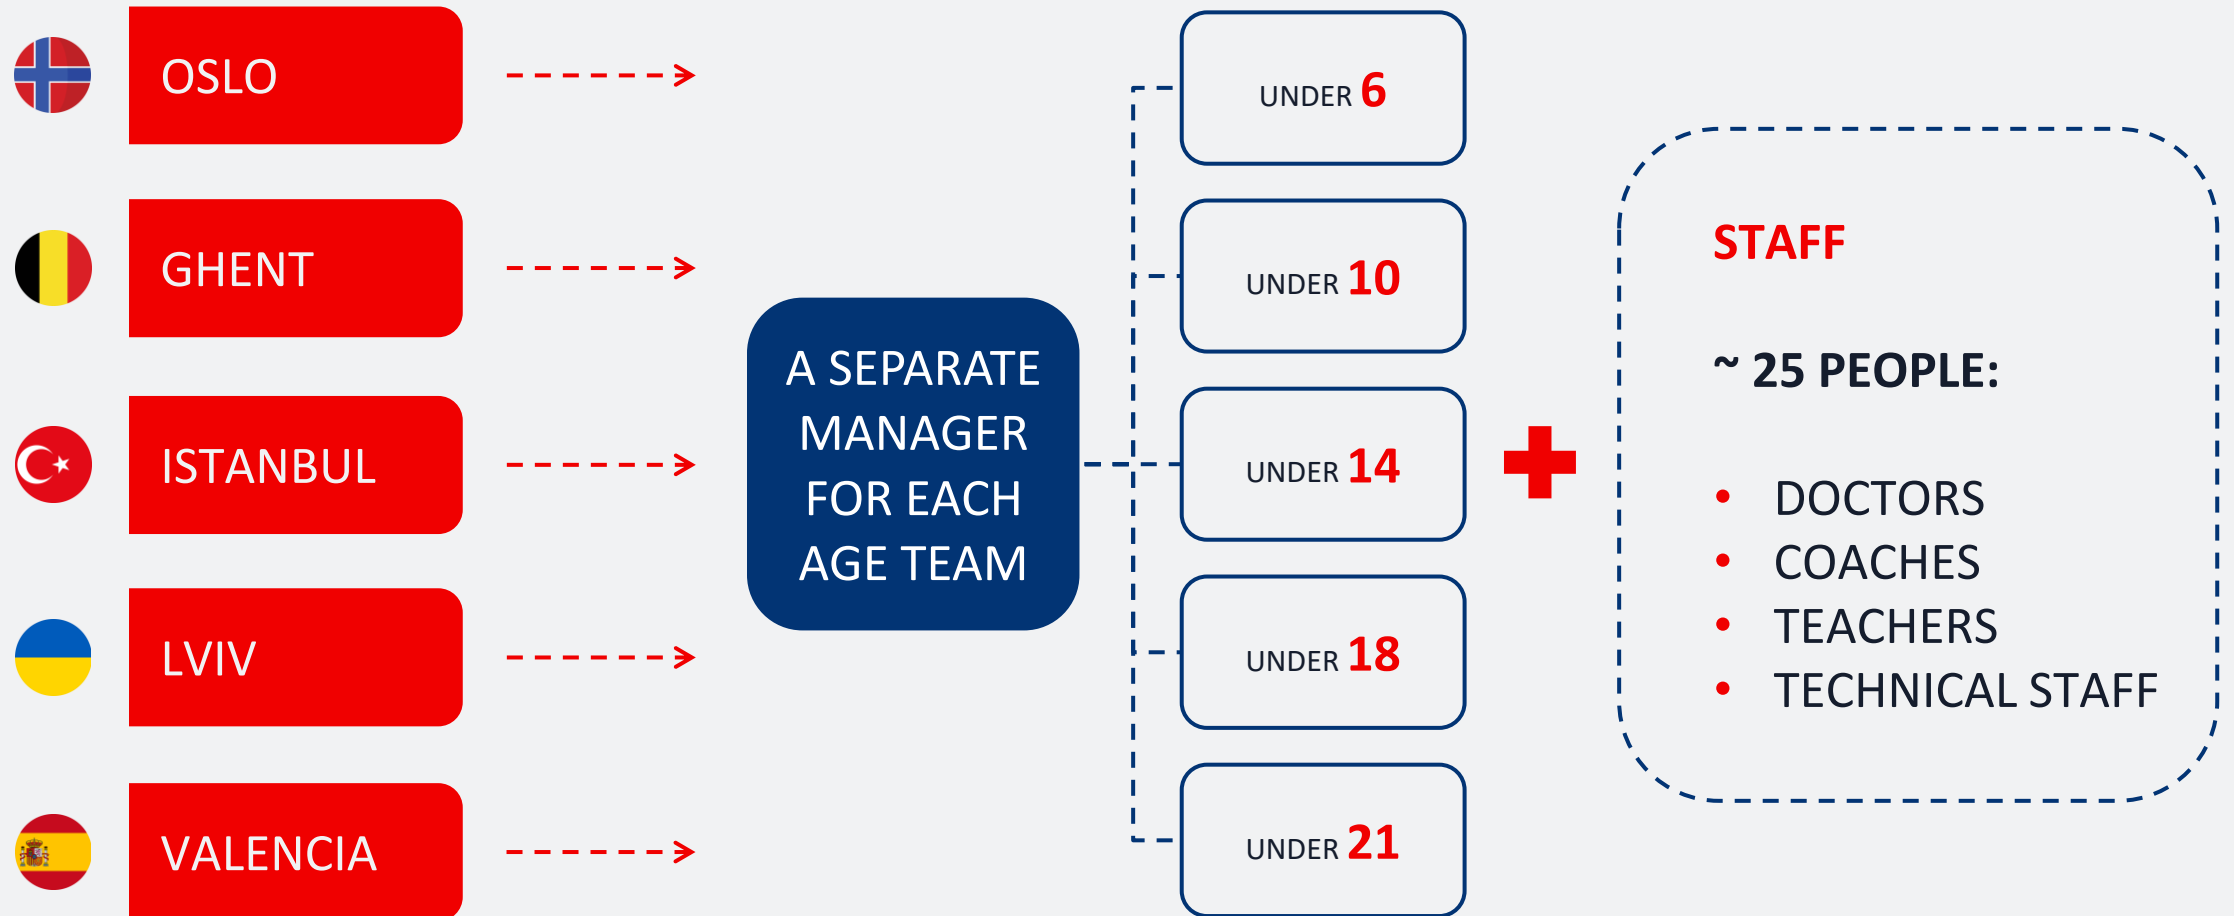 OSLO
GHENT
ISTANBUL
LVIV
VALENCIA
A SEPARATE
MANAGER
FOR EACH
AGE TEAM
UNDER 6
UNDER 10
UNDER 14
UNDER 18
UNDER 21
STAFF
~ 25 PEOPLE:
• DOCTORS
• COACHES
• TEACHERS
• TECHNICAL STAFF